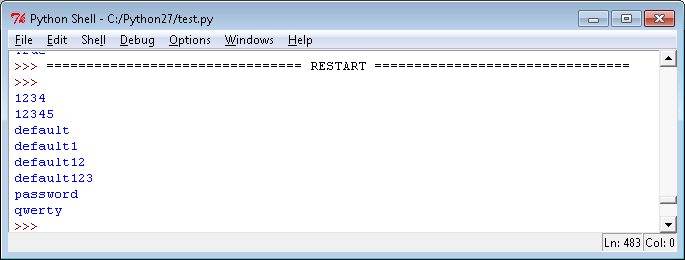 Python Shell - C:/Python27/test.py
File Edit Shell Debug Options Windows Help
True
>>> ================================ RESTART ================================
>>>
1234
12345
default
default1
default12
default123
password
qwerty
>>>
Ln: 483 Col: 0